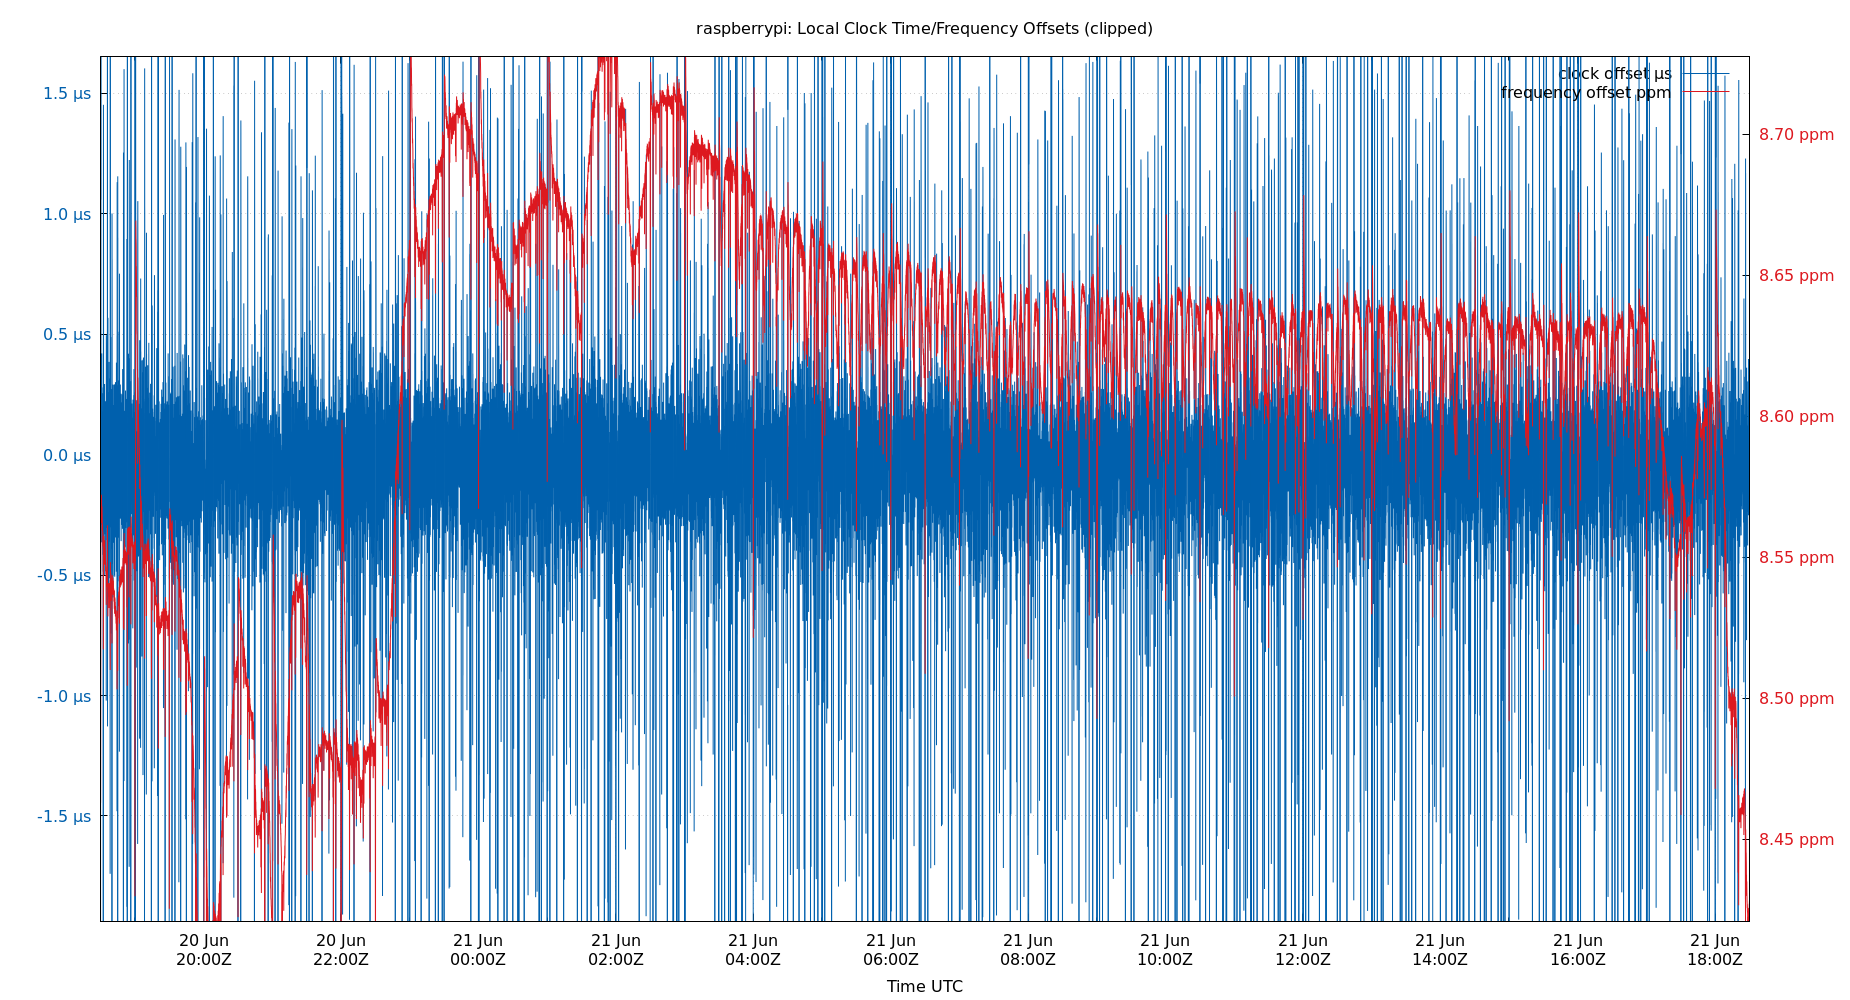 raspberrypi: Local Clock Time/Frequency Offsets (clipped)
clock offset µs
frequency offset ppm
1.5 µs
1.0 µs
0.5 µs
0.0 µs
-0.5 µs
-1.0 µs
-1.5 µs
8.70 ppm
8.65 ppm
8.60 ppm
8.55 ppm
8.50 ppm
8.45 ppm
20 Jun 20 Jun 21 Jun 21 Jun 21 Jun 21 Jun 21 Jun 21 Jun 21 Jun 21 Jun 21 Jun 21 Jun
20:00Z 22:00Z 00:00Z 02:00Z 04:00Z 06:00Z 08:00Z 10:00Z 12:00Z 14:00Z 16:00Z 18:00Z
Time UTC